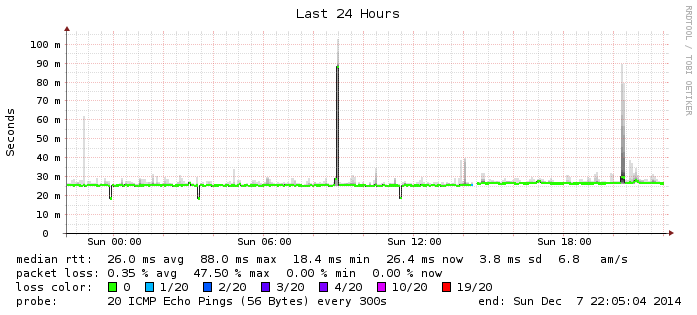 Last 24 Hours
RRDTOOL / TOBI OETIKER
Seconds
100 m
90 m
80 m
70 m
60 m
50 m
40 m
30 m
20 m
10 m
0
Sun 00:00 Sun 06:00 Sun 12:00 Sun 18:00
median rtt: 26.0 ms avg 88.0 ms max 18.4 ms min 26.4 ms now 3.8 ms sd 6.8 am/s
packet loss: 0.35 % avg 47.50 % max 0.00 % min 0.00 % now
loss color: 0 1/20 2/20 3/20 4/20 10/20 19/20
probe: 20 ICMP Echo Pings (56 Bytes) every 300s end: Sun Dec 7 22:05:04 2014